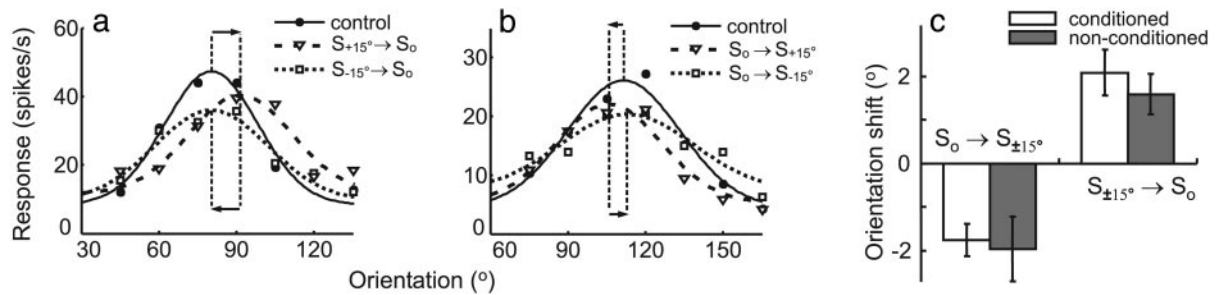 a
control
S+15° → So
S-15° → So
Response (spikes/s)
60
40
20
0
30 60 90 120
b
control
So → S+15°
So → S-15°
30
20
10
0
60 90 120 150
Orientation (°)
c
conditioned
non-conditioned
Orientation shift (°)
2
0
-2
So → S±15°
S±15° → So